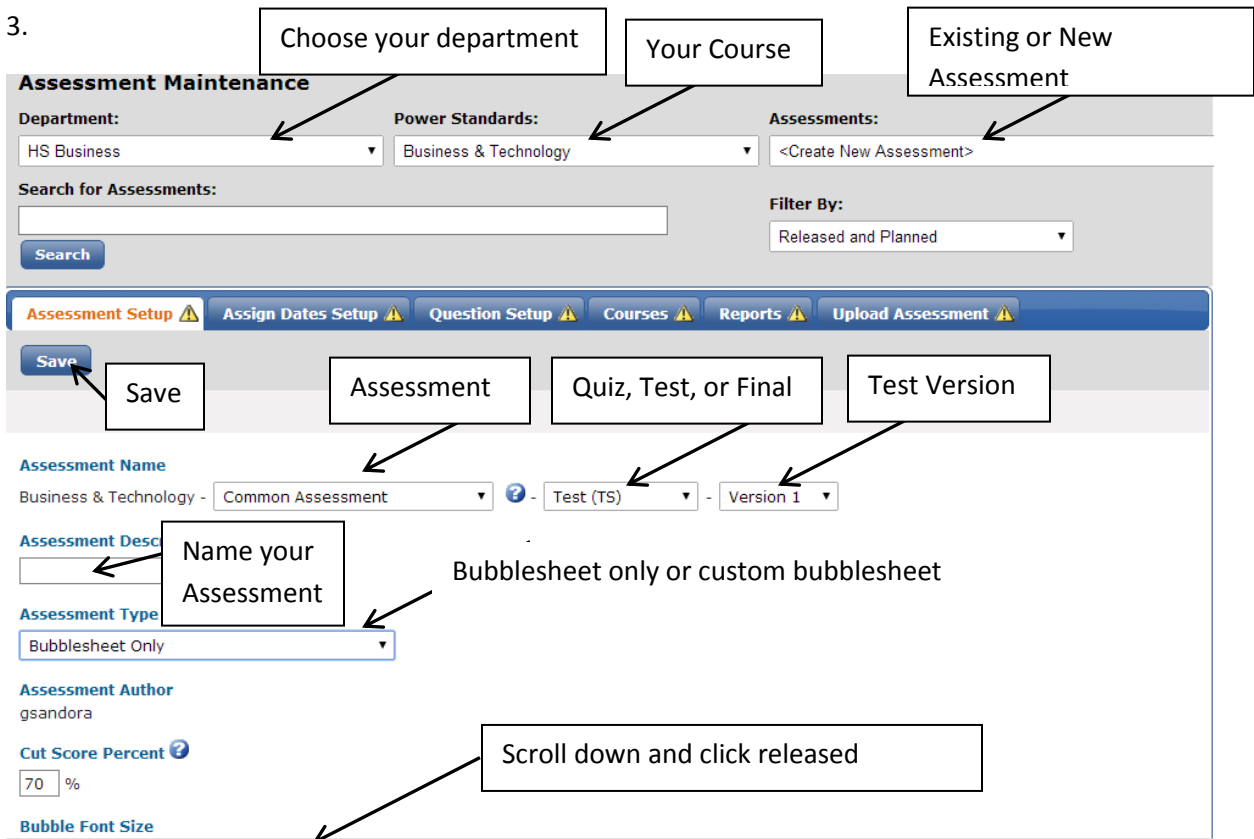 3.
Choose your department
Your Course
Existing or New
Assessment
Assessment Maintenance
Department:
Power Standards:
Assessments:
HS Business
Business & Technology
<Create New Assessment>
Search for Assessments:
Filter By:
Released and Planned
Search
Assessment Setup
Assign Dates Setup
Question Setup
Courses
Reports
Upload Assessment
Save
Save
Assessment
Quiz, Test, or Final
Test Version
Assessment Name
Business & Technology - Common Assessment ? - Test (TS) - Version 1
Assessment Descr
Name your
Assessment
Bubblesheet only or custom bubblesheet
Assessment Type
Bubblesheet Only
Assessment Author
gsandora
Cut Score Percent ?
70 %
Scroll down and click released
Bubble Font Size